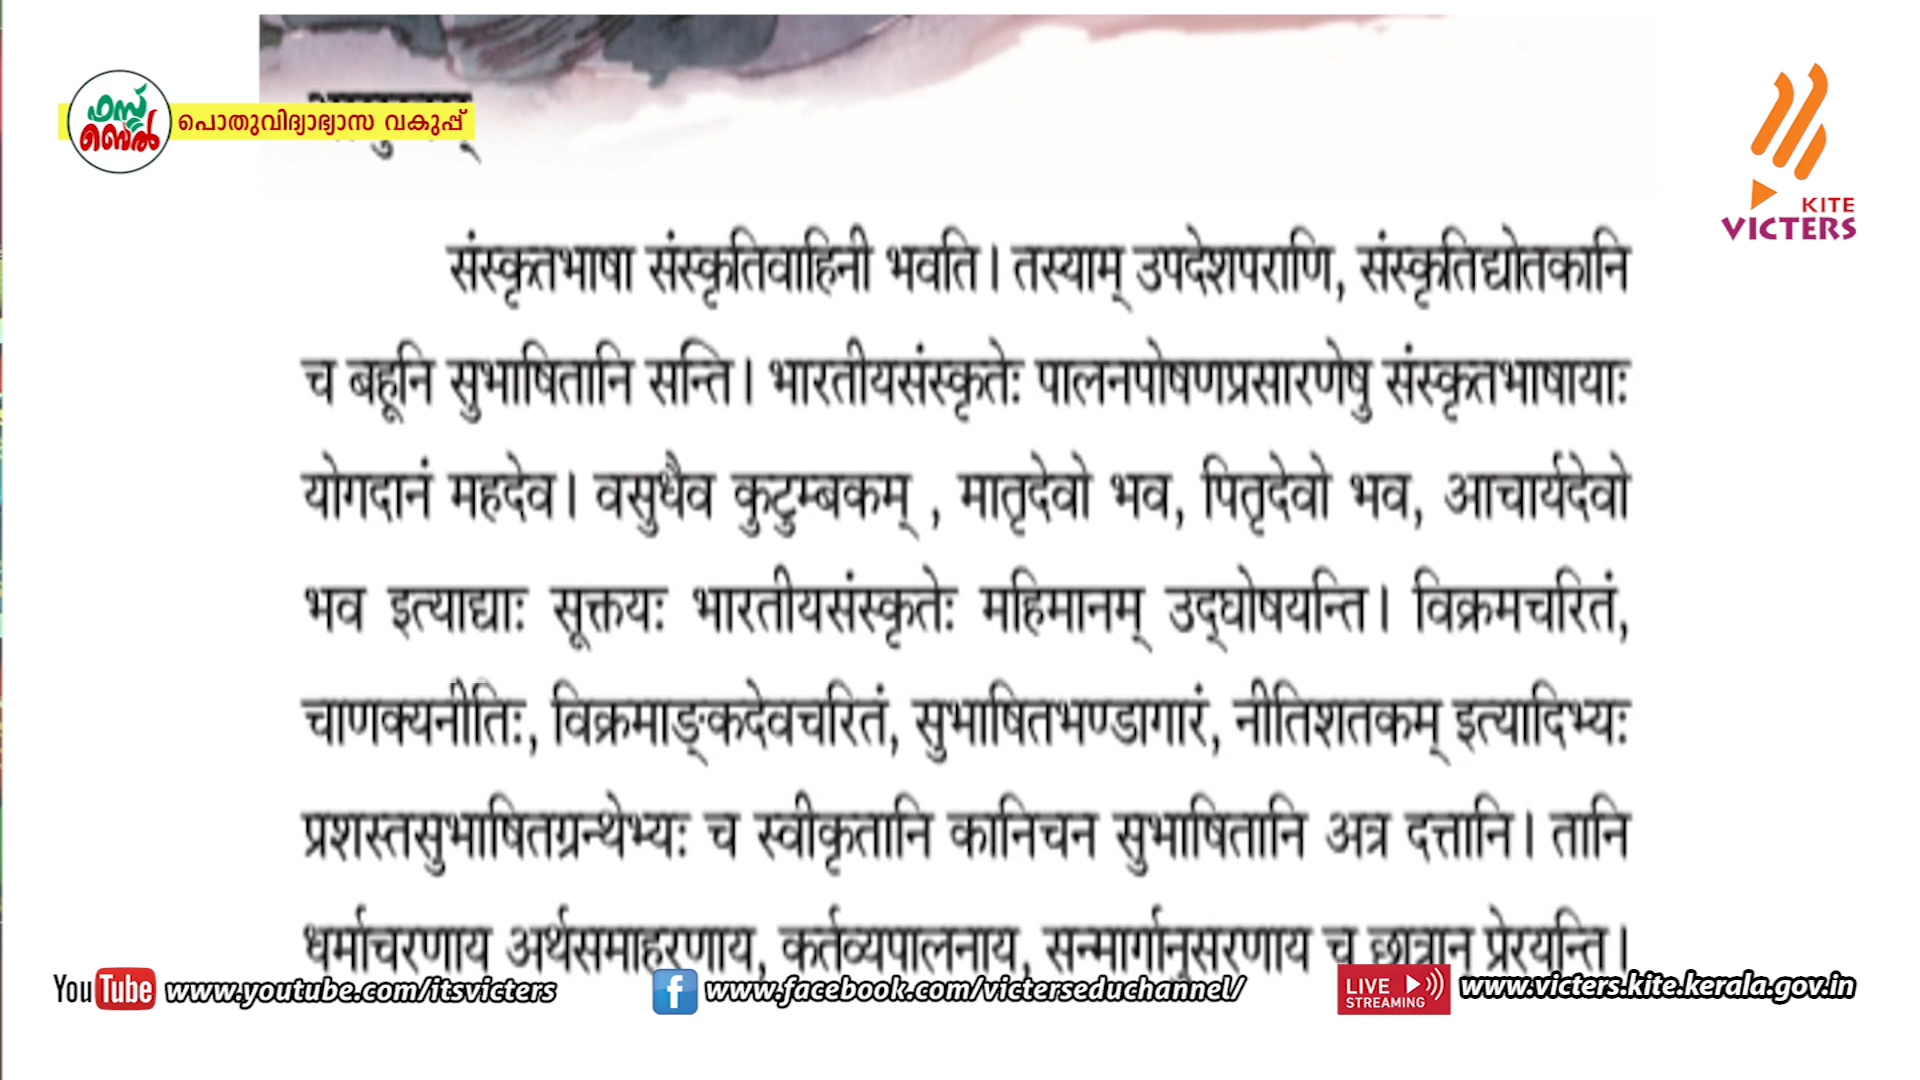 ഫസ്റ്റ്
ബെൽ
പൊതുവിദ്യാഭ്യാസ വകുപ്പ്
KITE
VICTERS
संस्कृतभाषा संस्कृतिवाहिनी भवति। तस्याम् उपदेशपराणि, संस्कृतिद्योतकानि
च बहूनि सुभाषितानि सन्ति। भारतीयसंस्कृतेः पालनपोषणप्रसारणेषु संस्कृतभाषायाः
योगदानं महदेव। वसुधैव कुटुम्बकम् , मातृदेवो भव, पितृदेवो भव, आचार्यदेवो
भव इत्याद्याः सूक्तयः भारतीयसंस्कृतेः महिमानम् उद्घोषयन्ति। विक्रमचरितं,
चाणक्यनीतिः, विक्रमाङ्कदेवचरितं, सुभाषितभण्डागारं, नीतिशतकम् इत्यादिभ्यः
प्रशस्तसुभाषितग्रन्थेभ्यः च स्वीकृतानि कानिचन सुभाषितानि अत्र दत्तानि। तानि
धर्माचरणाय अर्थसमाहरणाय, कर्तव्यपालनाय, सन्मार्गानुसरणाय च छात्रान् प्रेरयन्ति।
YouTube www.youtube.com/itsvicters
f www.facebook.com/victerseduchannel/
LIVE STREAMING www.victers.kite.kerala.gov.in